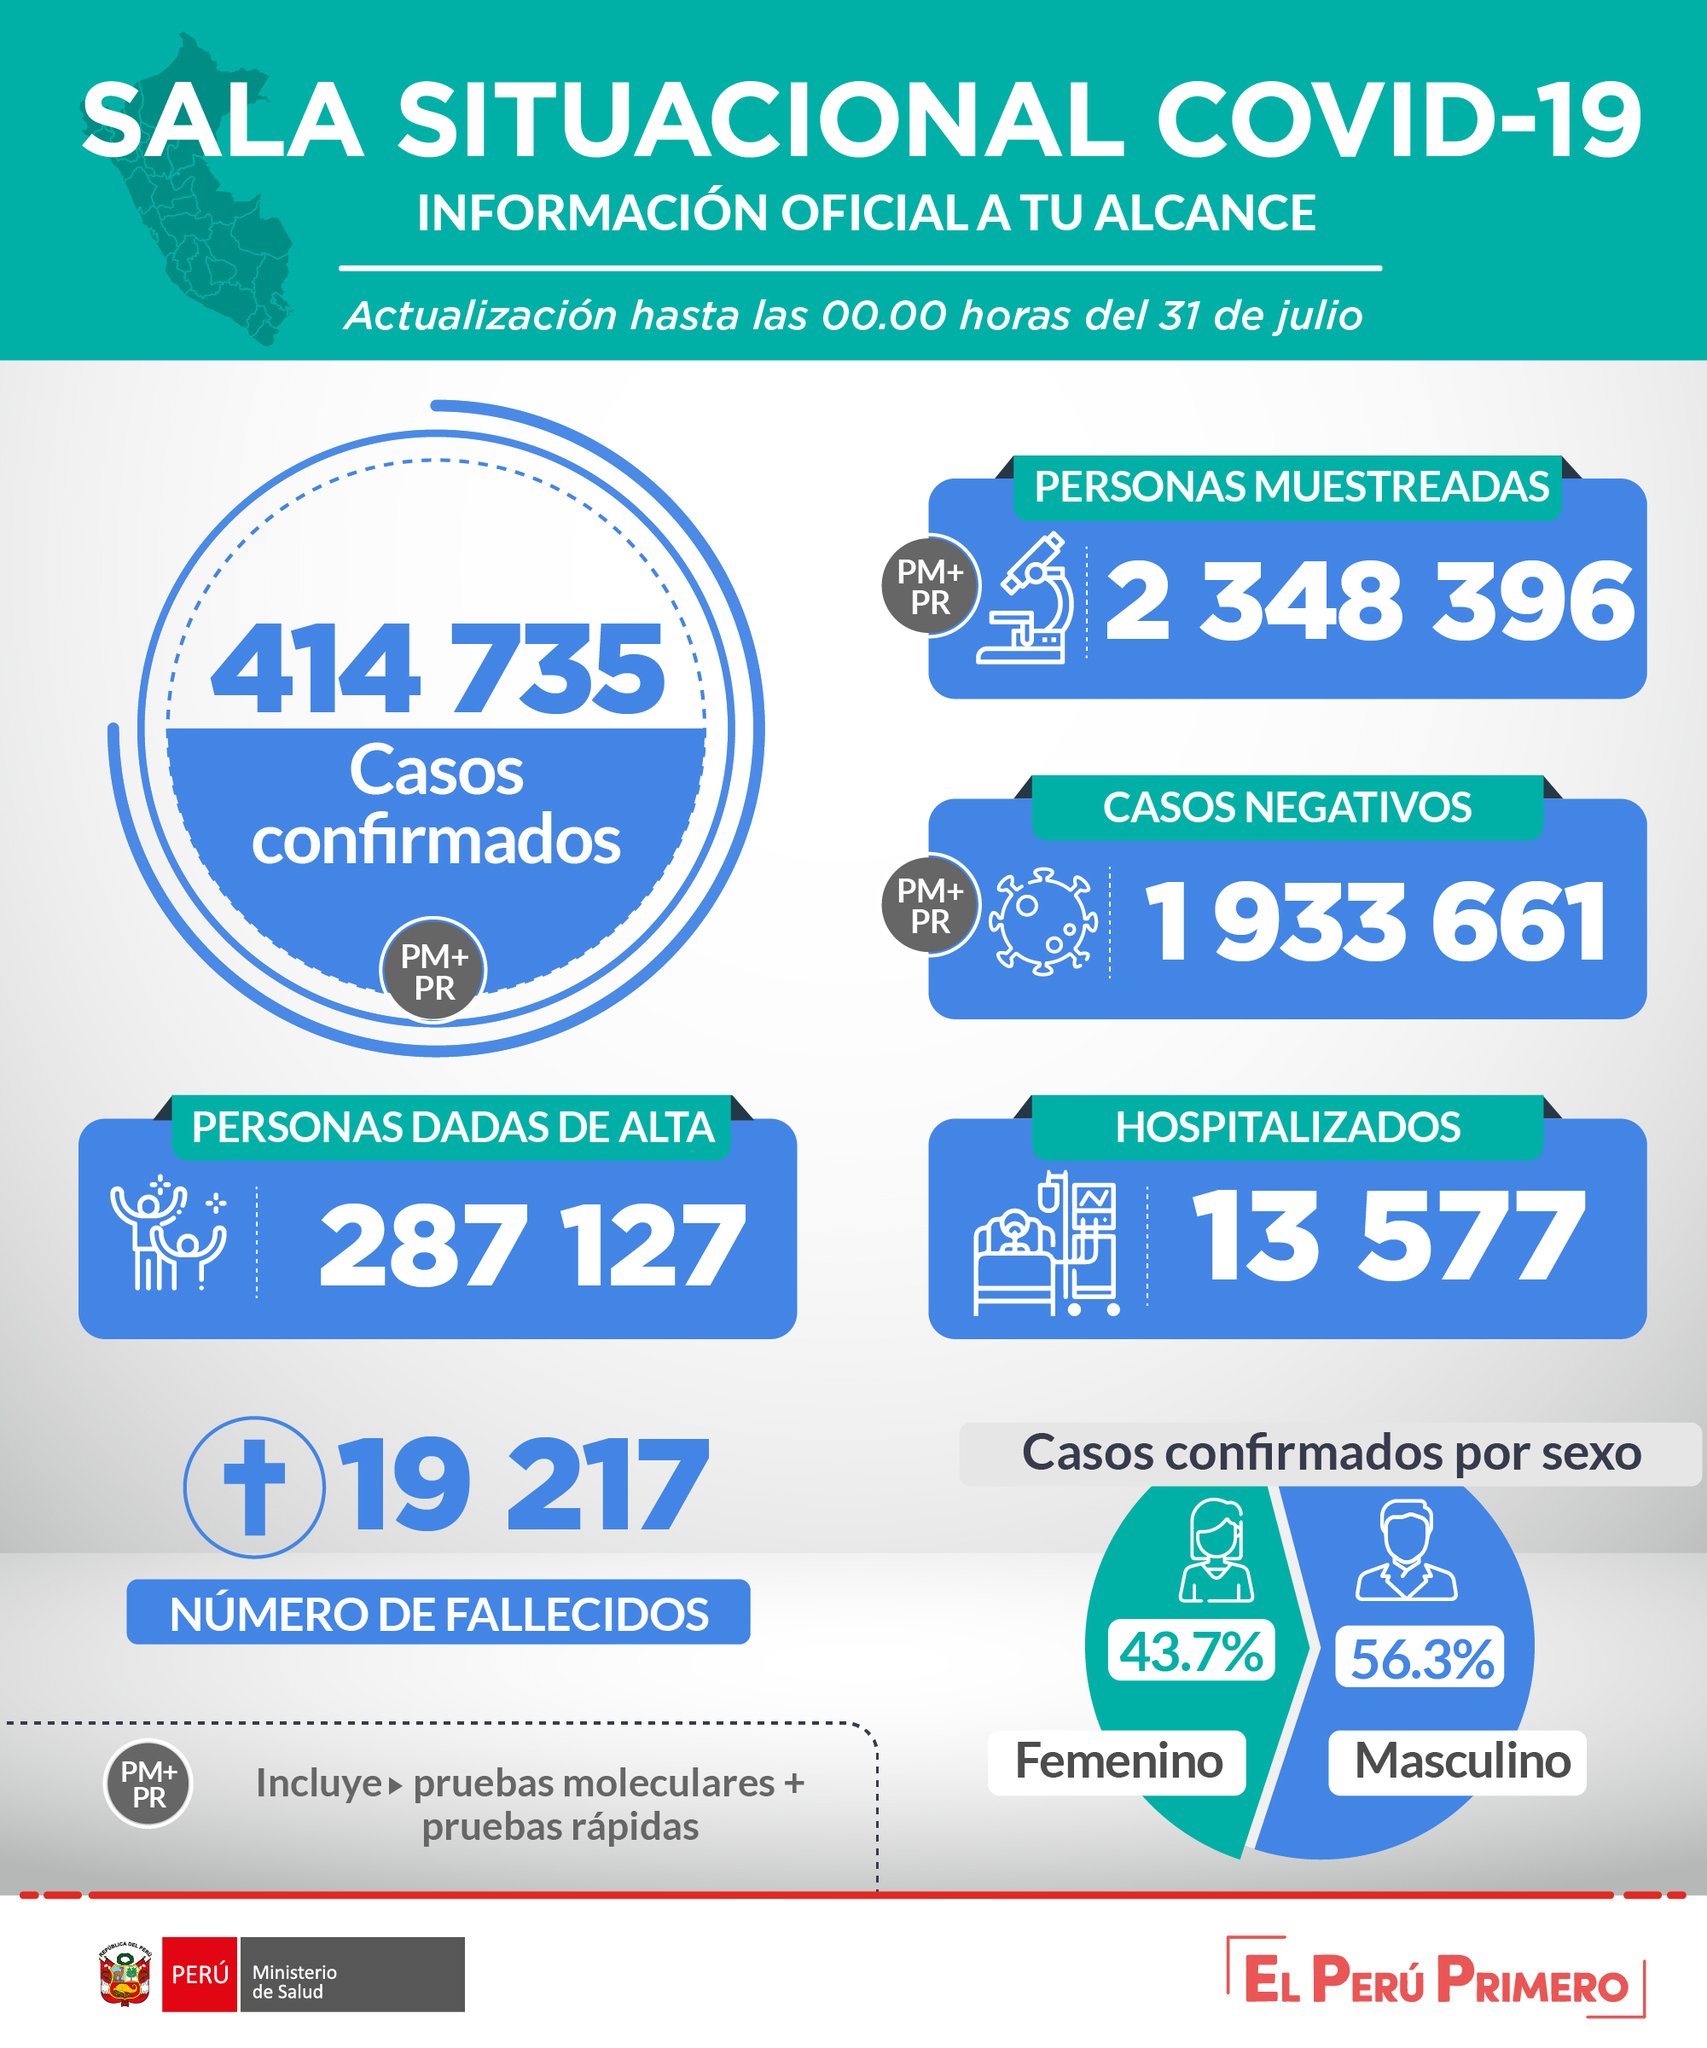 SALA SITUACIONAL COVID-19
INFORMACIÓN OFICIAL A TU ALCANCE
Actualización hasta las 00.00 horas del 31 de julio
414 735
Casos
confirmados
PM+
PR
PERSONAS MUESTREADAS
PM+
PR
2 348 396
CASOS NEGATIVOS
PM+
PR
1 933 661
PERSONAS DADAS DE ALTA
287 127
HOSPITALIZADOS
13 577
19 217
NÚMERO DE FALLECIDOS
Casos confirmados por sexo
43.7%
Femenino
56.3%
Masculino
PM+
PR
Incluye pruebas moleculares +
pruebas rápidas
REPÚBLICA DEL PERÚ
PERÚ
Ministerio
de Salud
EL PERÚ PRIMERO